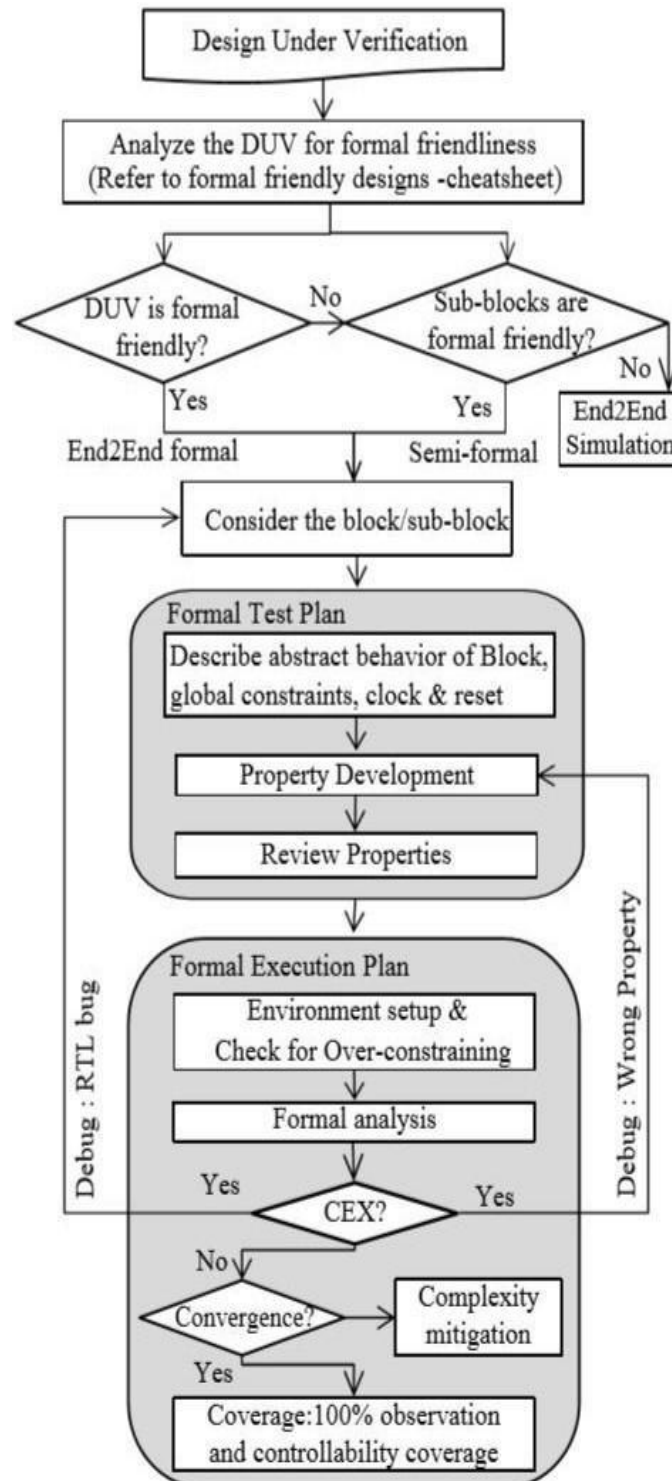 Design Under Verification
Analyze the DUV for formal friendliness
(Refer to formal friendly designs -cheatsheet)
DUV is formal
friendly?
No
Sub-blocks are
formal friendly?
No
Yes
Yes
End2End
Simulation
End2End formal
Semi-formal
Consider the block/sub-block
Formal Test Plan
Describe abstract behavior of Block,
global constraints, clock & reset
Property Development
Review Properties
Formal Execution Plan
Environment setup &
Check for Over-constraining
Formal analysis
Debug : RTL bug
Debug : Wrong Property
Yes
CEX?
Yes
No
Convergence?
Complexity
mitigation
Yes
Coverage:100% observation
and controllability coverage